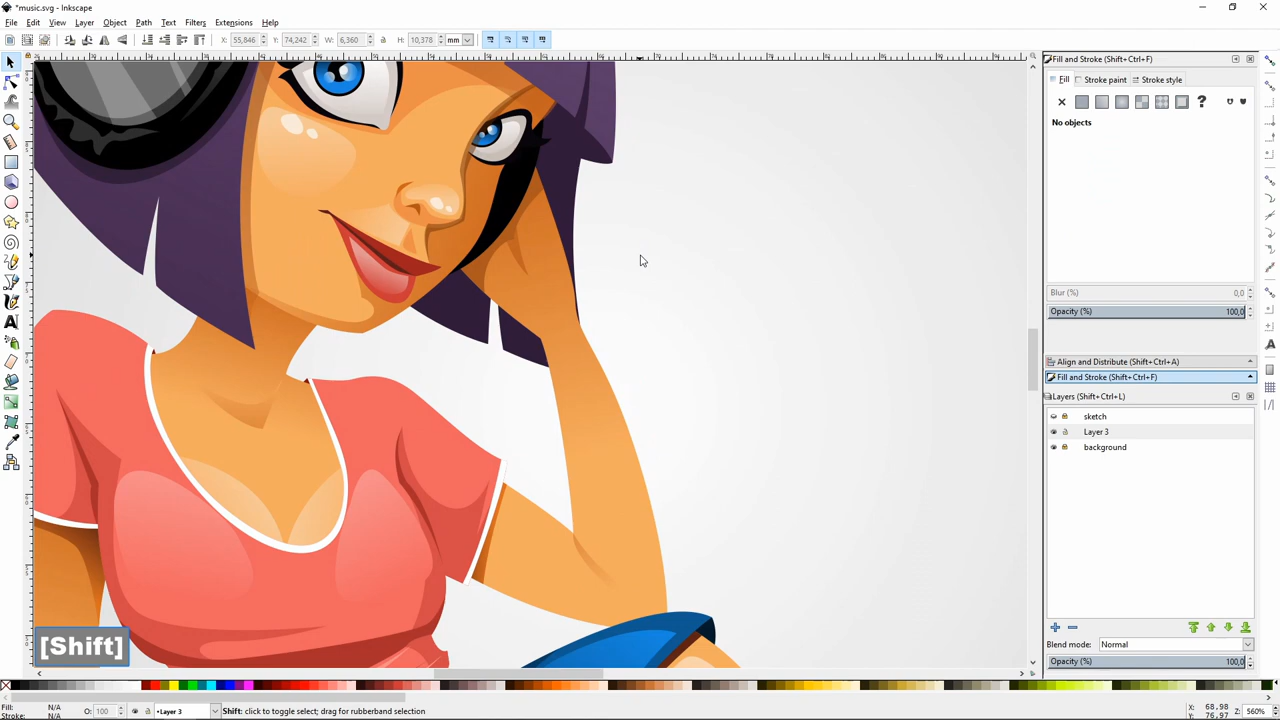 *music.svg - Inkscape
File Edit View Layer Object Path Text Filters Extensions Help
X: 55,846 Y: 74,242 W: 6,360 H: 10,378 mm
Fill and Stroke (Shift+Ctrl+F)
Fill Stroke paint Stroke style
No objects
Blur (%) 0,0
Opacity (%) 100,0
Align and Distribute (Shift+Ctrl+A)
Fill and Stroke (Shift+Ctrl+F)
Layers (Shift+Ctrl+L)
sketch
Layer 3
background
[Shift]
Blend mode: Normal
Opacity (%) 100,0
Fill: N/A
Stroke: N/A
O: 100
•Layer 3
Shift: click to toggle select; drag for rubberband selection
X: 68,98
Y: 76,97
Z: 560%